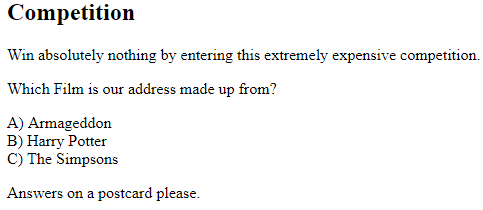 Competition
Win absolutely nothing by entering this extremely expensive competition.
Which Film is our address made up from?
A) Armageddon
B) Harry Potter
C) The Simpsons
Answers on a postcard please.